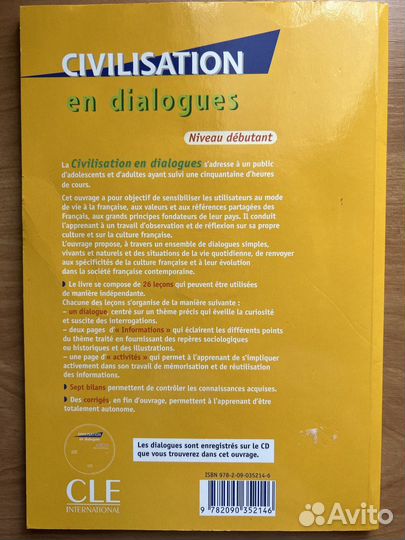 CIVILISATION
en dialogues
Niveau débutant
La Civilisation en dialogues s'adresse à un public
d'adolescents et d'adultes ayant suivi une cinquantaine d'heures
de cours.
Cet ouvrage a pour objectif de sensibiliser les utilisateurs au mode
de vie à la française, aux valeurs et aux références partagées des
Français, aux grands principes fondateurs de leur pays. Il conduit
l'apprenant à un travail d'observation et de réflexion sur sa propre
culture et sur la culture française.
L'ouvrage propose, à travers un ensemble de dialogues simples,
vivants et naturels et des situations de la vie quotidienne, de renvoyer
aux spécificités de la culture française et à leur évolution
dans la société française contemporaine.
Le livre se compose de 26 leçons qui peuvent être utilisées
de manière indépendante.
Chacune des leçons s'organise de la manière suivante :
– un dialogue, centré sur un thème précis qui éveille la curiosité
et suscite des interrogations.
– deux pages d'« Informations » qui éclairent les différents points
du thème traité en fournissant des repères sociologiques
ou historiques et des illustrations.
– une page d'« activités » qui permet à l'apprenant de s'impliquer
activement dans son travail de mémorisation et de réutilisation
des informations.
Sept bilans permettent de contrôler les connaissances acquises.
Des corrigés, en fin d'ouvrage, permettent à l'apprenant d'être
totalement autonome.
CIVILISATION
en dialogues
Les dialogues sont enregistrés sur le CD
que vous trouverez dans cet ouvrage.
ISBN 978-2-09-035214-6
9 782090 352146
CLE
INTERNATIONAL
Avito